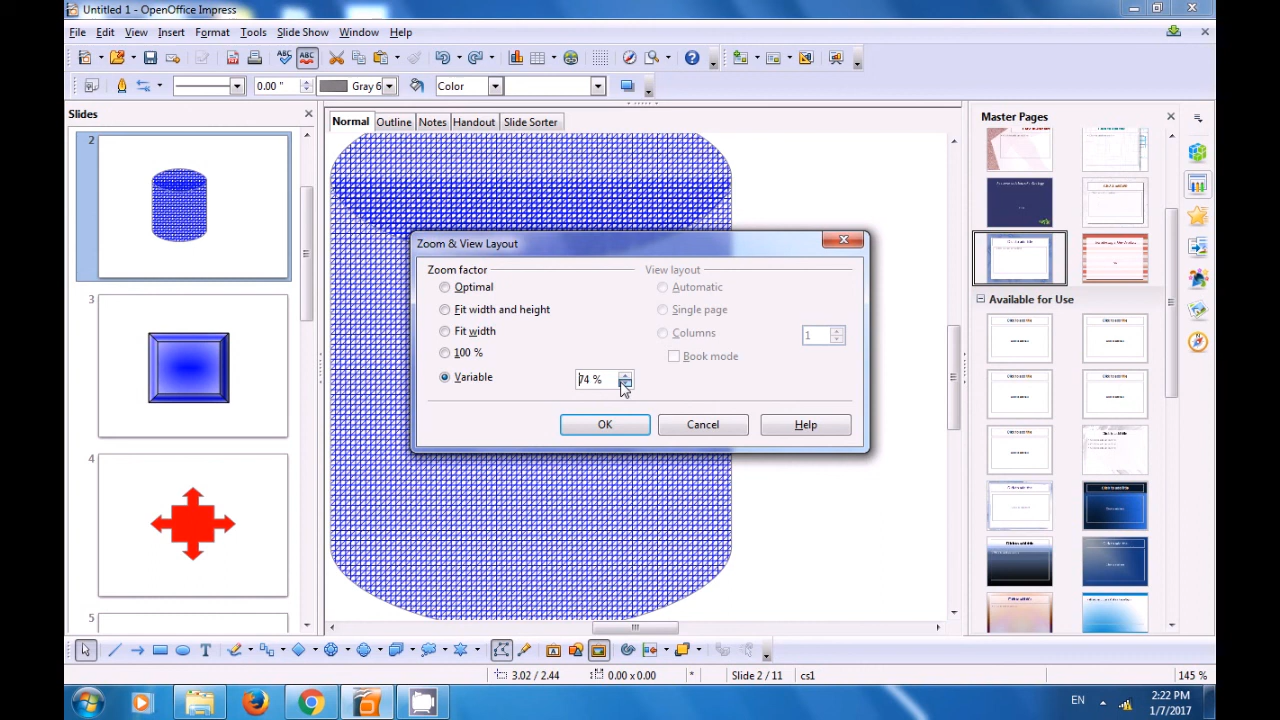 Untitled 1 - OpenOffice Impress
File Edit View Insert Format Tools Slide Show Window Help
0.00 " Gray 6 Color
Slides
Normal Outline Notes Handout Slide Sorter
Master Pages
2
3
4
5
Zoom & View Layout
Zoom factor
Optimal
Fit width and height
Fit width
100 %
Variable 74 %
View layout
Automatic
Single page
Columns 1
Book mode
OK Cancel Help
Available for Use
3.02 / 2.44 0.00 x 0.00 * Slide 2 / 11 cs1 145 %
EN 2:22 PM
1/7/2017